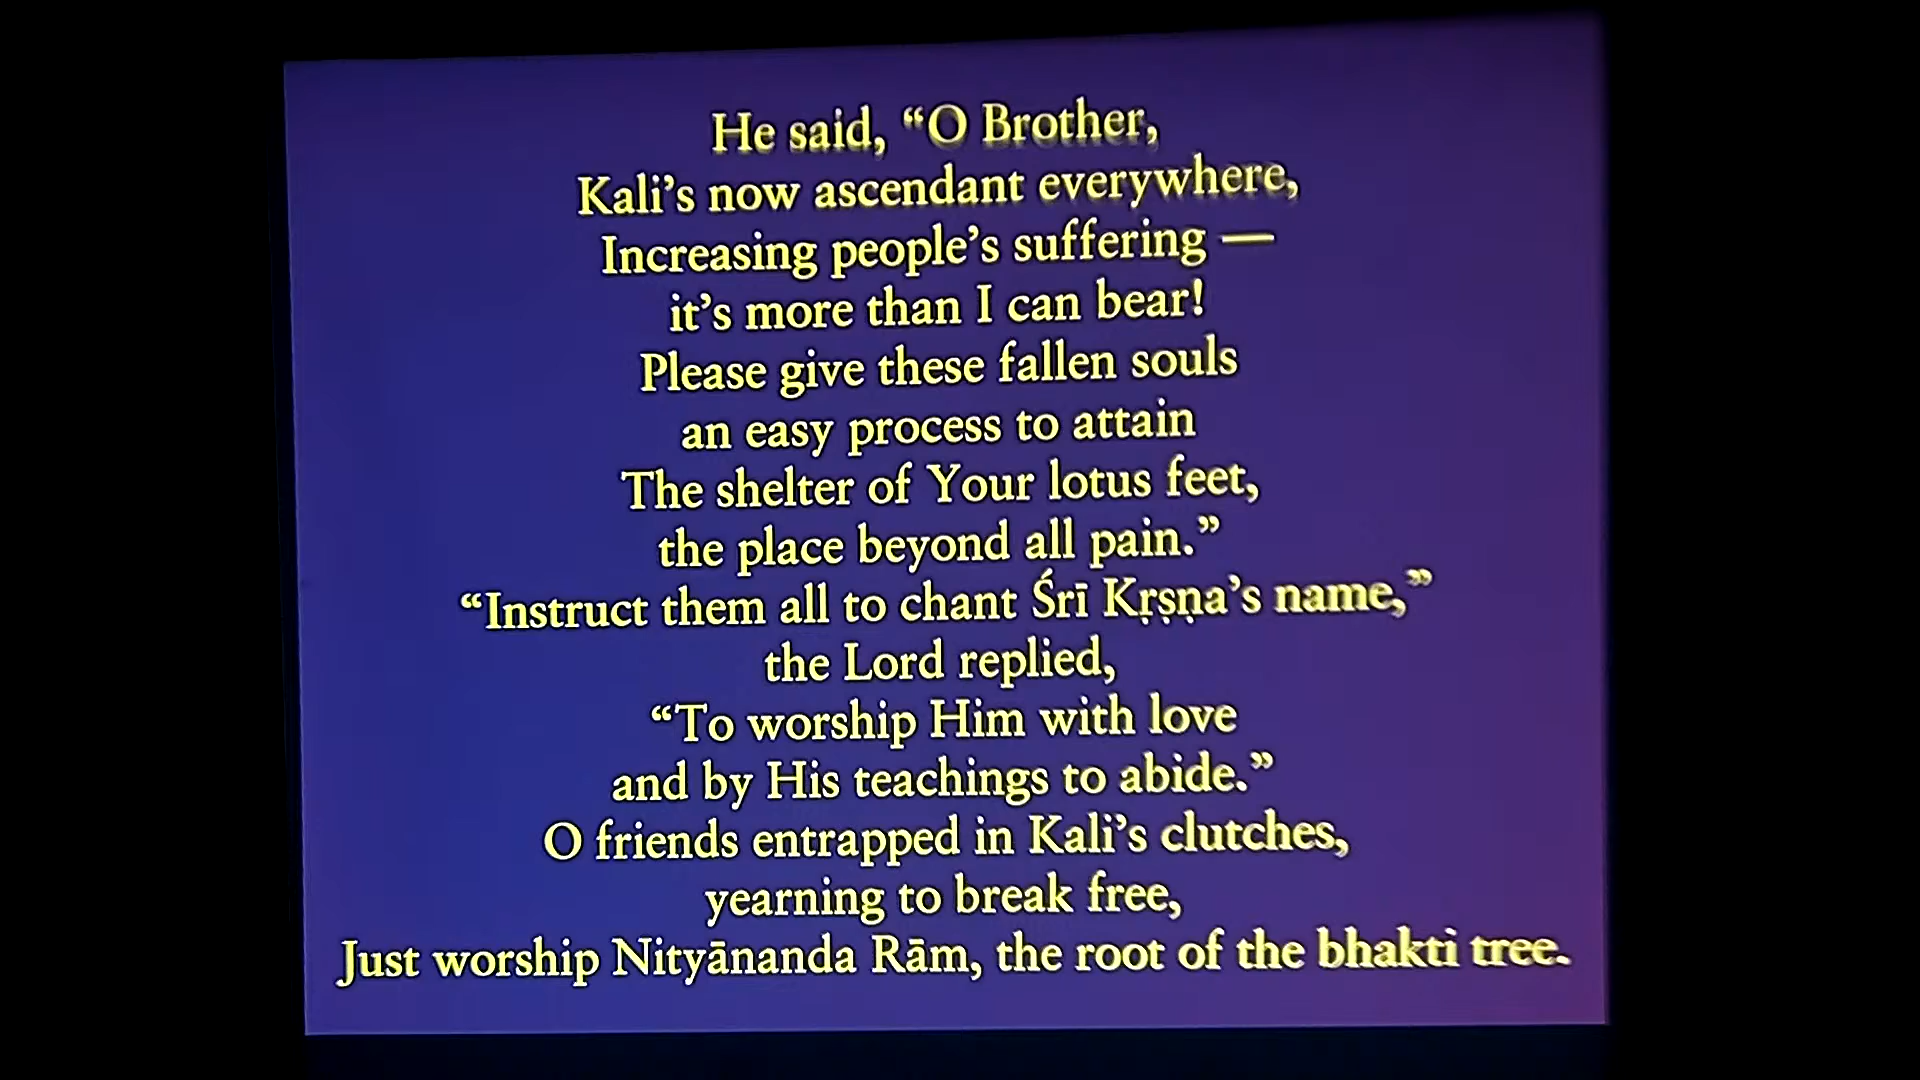 He said, “O Brother,
Kali’s now ascendant everywhere,
Increasing people’s suffering —
it’s more than I can bear!
Please give these fallen souls
an easy process to attain
The shelter of Your lotus feet,
the place beyond all pain.”
“Instruct them all to chant Śrī Kṛṣṇa’s name,”
the Lord replied,
“To worship Him with love
and by His teachings to abide.”
O friends entrapped in Kali’s clutches,
yearning to break free,
Just worship Nityānanda Rām, the root of the bhakti tree.